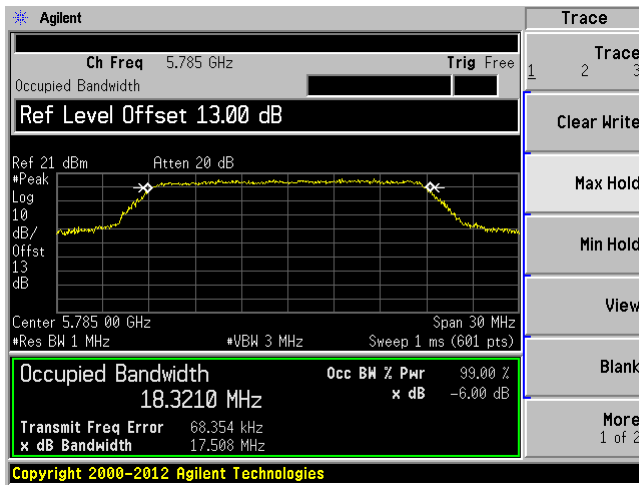 Agilent
Trace
Ch Freq 5.785 GHz Trig Free
Occupied Bandwidth
Ref Level Offset 13.00 dB
Ref 21 dBm Atten 20 dB
#Peak
Log
10
dB/
Offst
13
dB
Center 5.785 00 GHz Span 30 MHz
#Res BW 1 MHz #VBW 3 MHz Sweep 1 ms (601 pts)
Occupied Bandwidth Occ BW % Pwr 99.00 %
18.3210 MHz x dB -6.00 dB
Transmit Freq Error 68.354 kHz
x dB Bandwidth 17.508 MHz
Copyright 2000-2012 Agilent Technologies
Trace
1 2 3
Clear Write
Max Hold
Min Hold
View
Blank
More
1 of 2